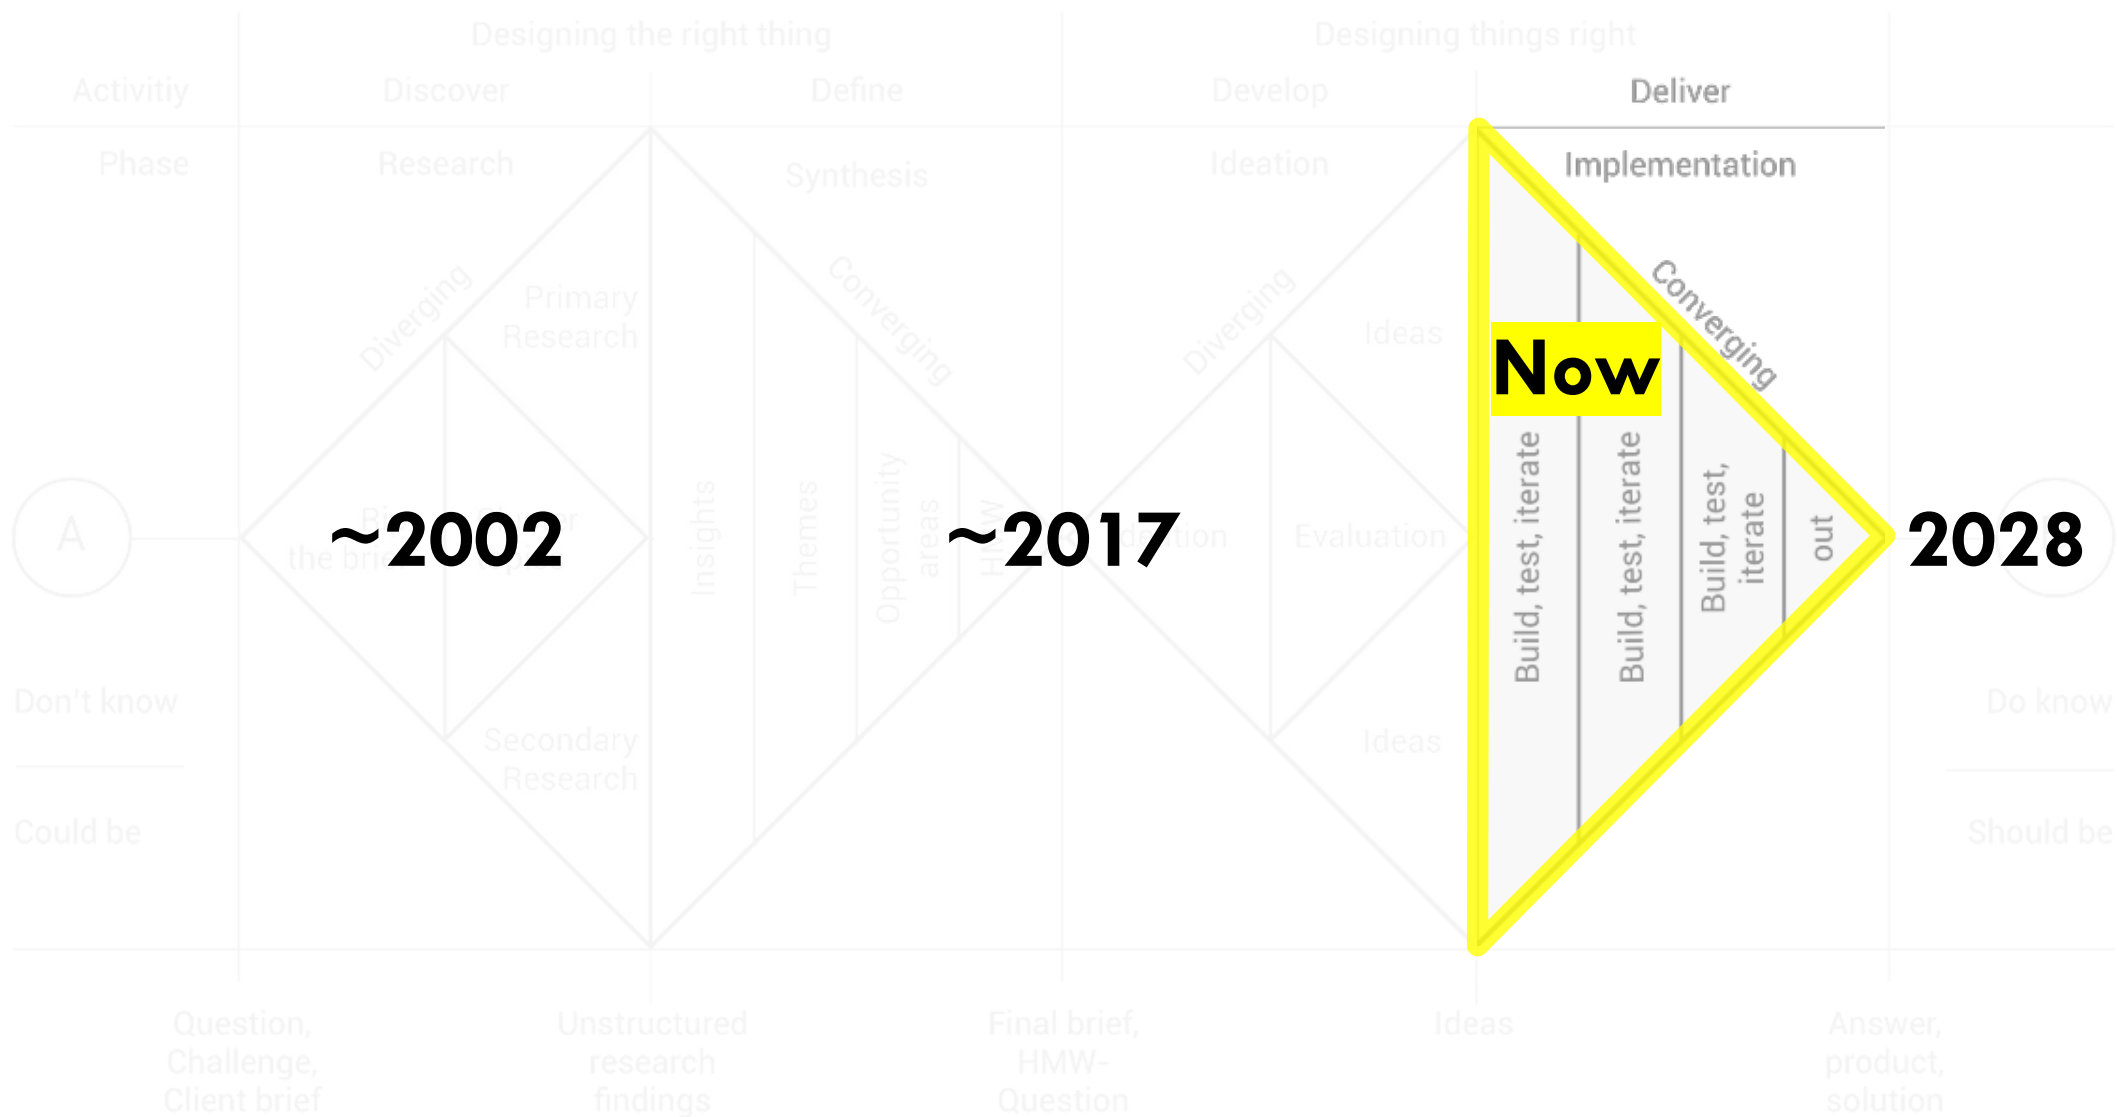 Designing the right thing
Designing things right
Activitiy
Discover
Define
Develop
Deliver
Phase
Research
Synthesis
Ideation
Implementation
Diverging
Primary
Research
Converging
Diverging
Ideas
Converging
Now
A
~2002
the brief
Insights
Themes
Opportunity
areas
HMW
~2017
Evaluation
Build, test, iterate
Build, test, iterate
Build, test,
iterate
out
2028
Secondary
Research
Ideas
Don't know
Could be
Do know
Should be
Question,
Challenge,
Client brief
Unstructured
research
findings
Final brief,
HMW-
Question
Ideas
Answer,
product,
solution